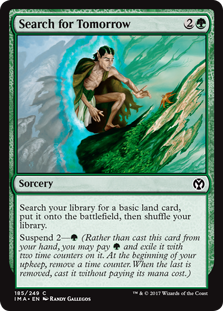 Search for Tomorrow 2
Sorcery
Search your library for a basic land card,
put it onto the battlefield, then shuffle your
library.
Suspend 2— (Rather than cast this card from
your hand, you may pay and exile it with
two time counters on it. At the beginning of your
upkeep, remove a time counter. When the last is
removed, cast it without paying its mana cost.)
185/249 C
IMA • EN RANDY GALLEGOS
™ & © 2017 Wizards of the Coast